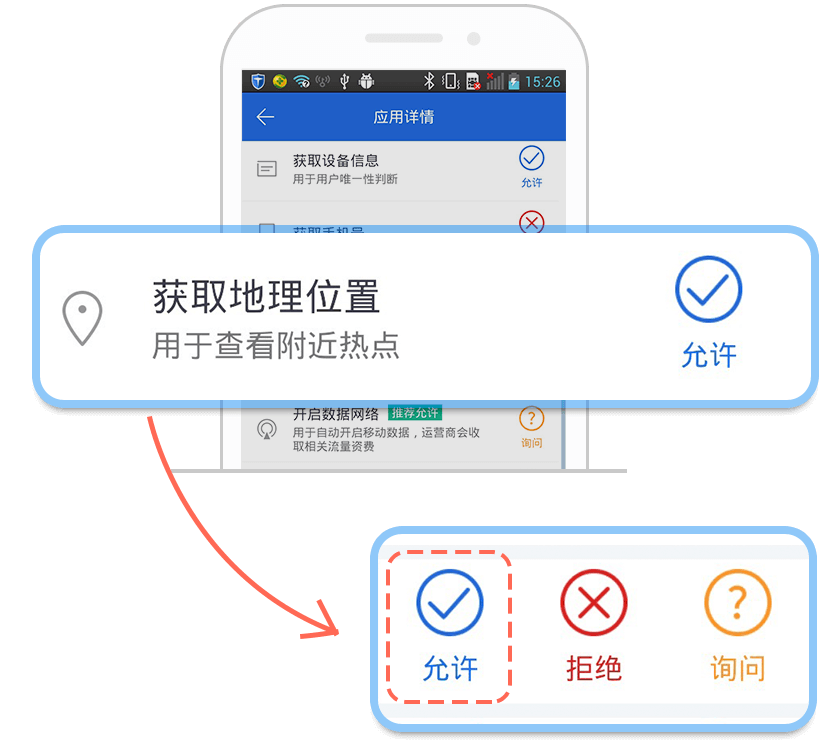 15:26
应用详情
获取设备信息
用于用户唯一性判断
允许
获取手机号
获取地理位置
用于查看附近热点
允许
开启数据网络 推荐允许
用于自动开启移动数据，运营商会收
取相关流量资费
询问
允许 拒绝 询问